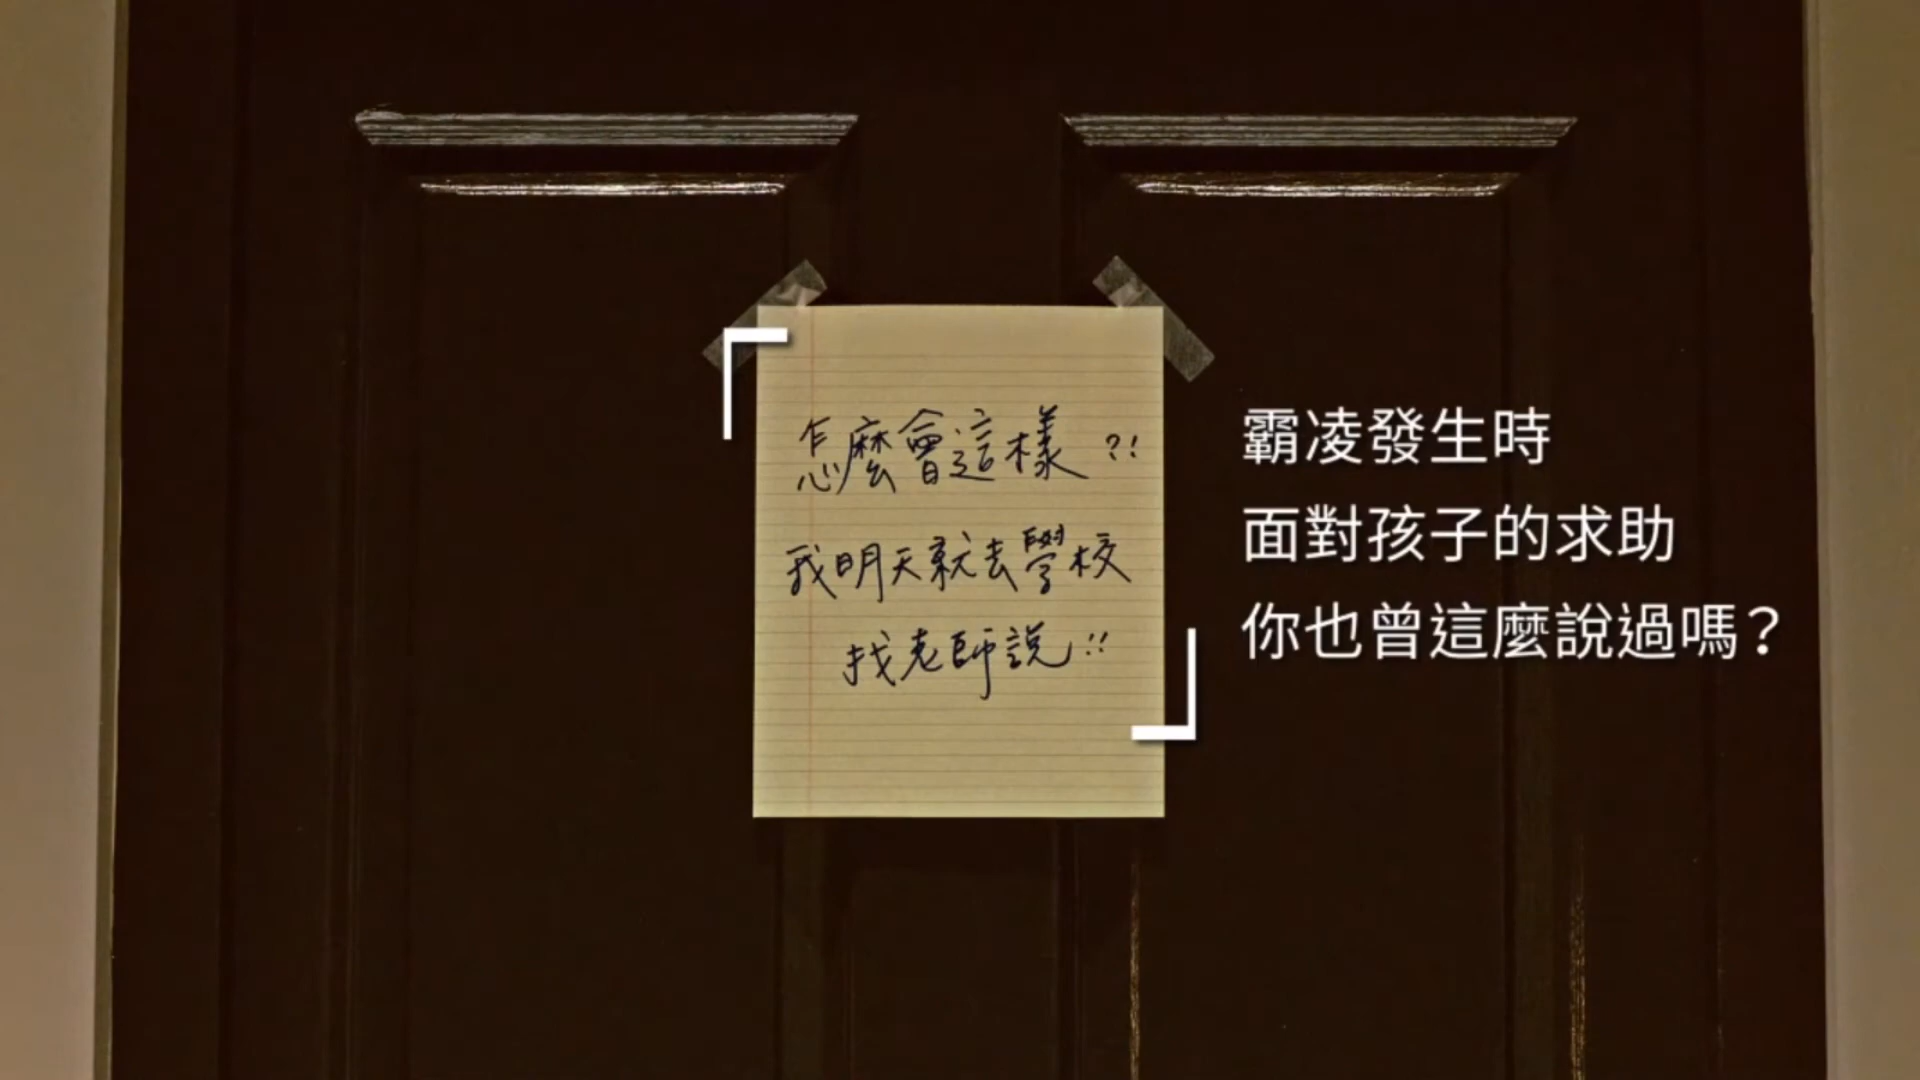 怎麼會這樣?!
我明天就去學校
找老師說!!
霸凌發生時
面對孩子的求助
你也曾這麼說過嗎？